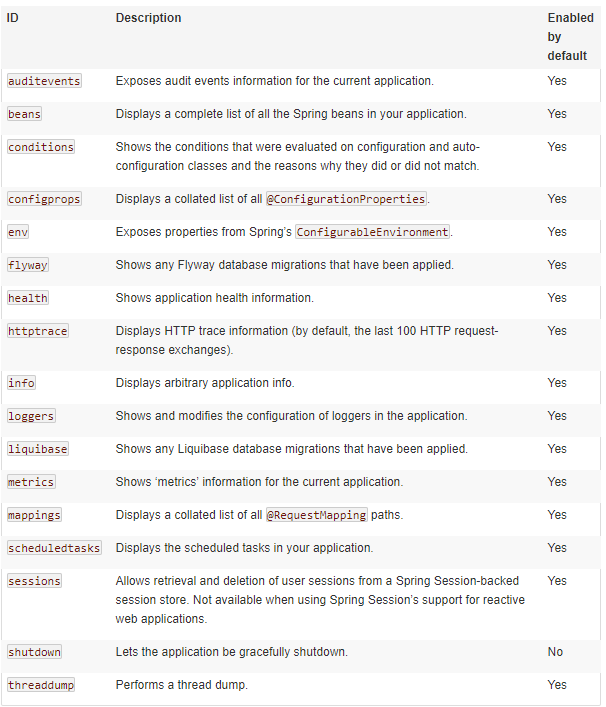 ID Description Enabled
by
default
auditevents Exposes audit events information for the current application. Yes
beans Displays a complete list of all the Spring beans in your application. Yes
conditions Shows the conditions that were evaluated on configuration and auto- Yes
configuration classes and the reasons why they did or did not match.
configprops Displays a collated list of all @ConfigurationProperties. Yes
env Exposes properties from Spring’s ConfigurableEnvironment. Yes
flyway Shows any Flyway database migrations that have been applied. Yes
health Shows application health information. Yes
httptrace Displays HTTP trace information (by default, the last 100 HTTP request- Yes
response exchanges).
info Displays arbitrary application info. Yes
loggers Shows and modifies the configuration of loggers in the application. Yes
liquibase Shows any Liquibase database migrations that have been applied. Yes
metrics Shows ‘metrics’ information for the current application. Yes
mappings Displays a collated list of all @RequestMapping paths. Yes
scheduledtasks Displays the scheduled tasks in your application. Yes
sessions Allows retrieval and deletion of user sessions from a Spring Session-backed Yes
session store. Not available when using Spring Session’s support for reactive
web applications.
shutdown Lets the application be gracefully shutdown. No
threaddump Performs a thread dump. Yes